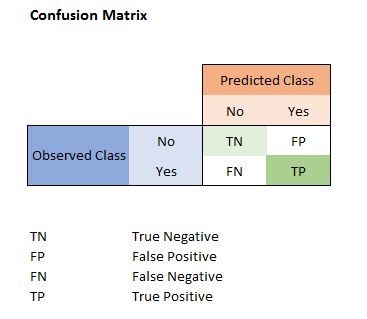 Confusion Matrix
Predicted Class
No Yes
Observed Class No TN FP
Yes FN TP
TN True Negative
FP False Positive
FN False Negative
TP True Positive